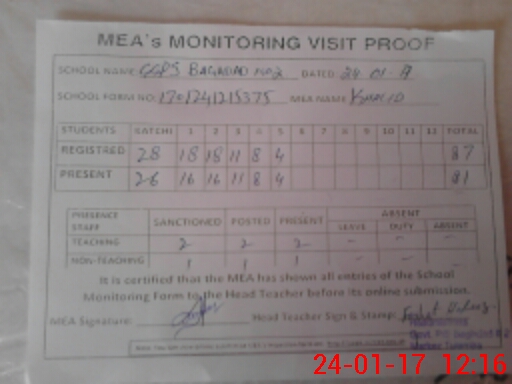 MEA's MONITORING VISIT PROOF
SCHOOL NAME: GGPS BAGHDAD NO2 DATED: 24-01-17
SCHOOL FORM NO: MEA NAME: KHALID
STUDENTS KATCHI 1 2 3 4 5 6 7 8 9 10 11 12 TOTAL
REGISTRED 28 18 18 11 8 4 87
PRESENT 26 16 16 11 8 4 81
PRESENCE STAFF SANCTIONED POSTED PRESENT ABSENT
LEAVE DUTY ABSENT
TEACHING 2 2 2 - - -
NON-TEACHING 1 1 1 - - -
It is certified that the MEA has shown all entries of the School
Monitoring Form to the Head Teacher before its online submission.
MEA Signature: Head Teacher Sign & Stamp:
24-01-17 12:16